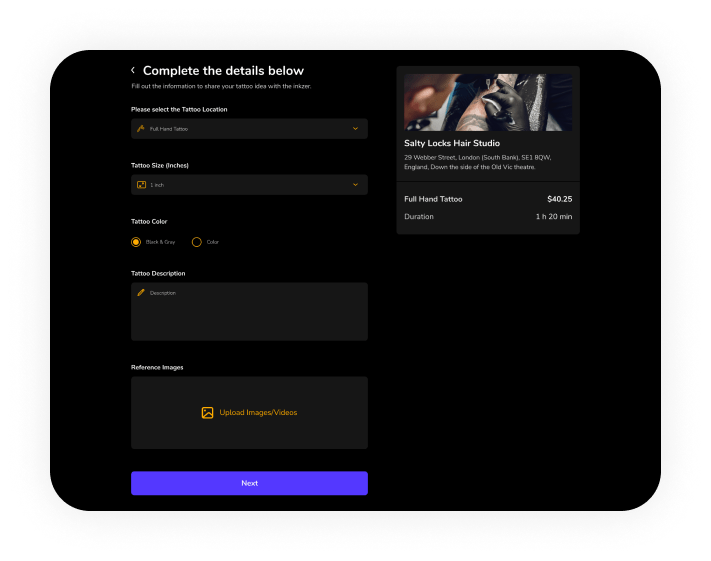 Complete the details below
Fill out the information to share your tattoo idea with the inkzer.
Please select the Tattoo Location
Full Hand Tattoo
Tattoo Size (Inches)
1 inch
Tattoo Color
Black & Gray
Color
Tattoo Description
Description
Reference Images
Upload Images/Videos
Next
Salty Locks Hair Studio
29 Webber Street, London (South Bank), SE1 8QW,
England, Down the side of the Old Vic theatre.
Full Hand Tattoo $40.25
Duration 1 h 20 min